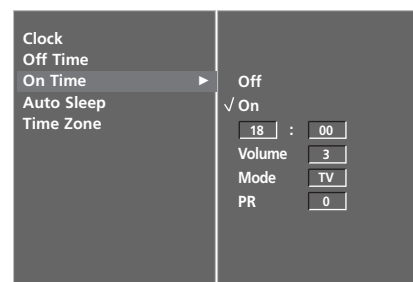 Clock
Off Time
On Time ►
Auto Sleep
Time Zone
Off
√ On
18 : 00
Volume 3
Mode TV
PR 0